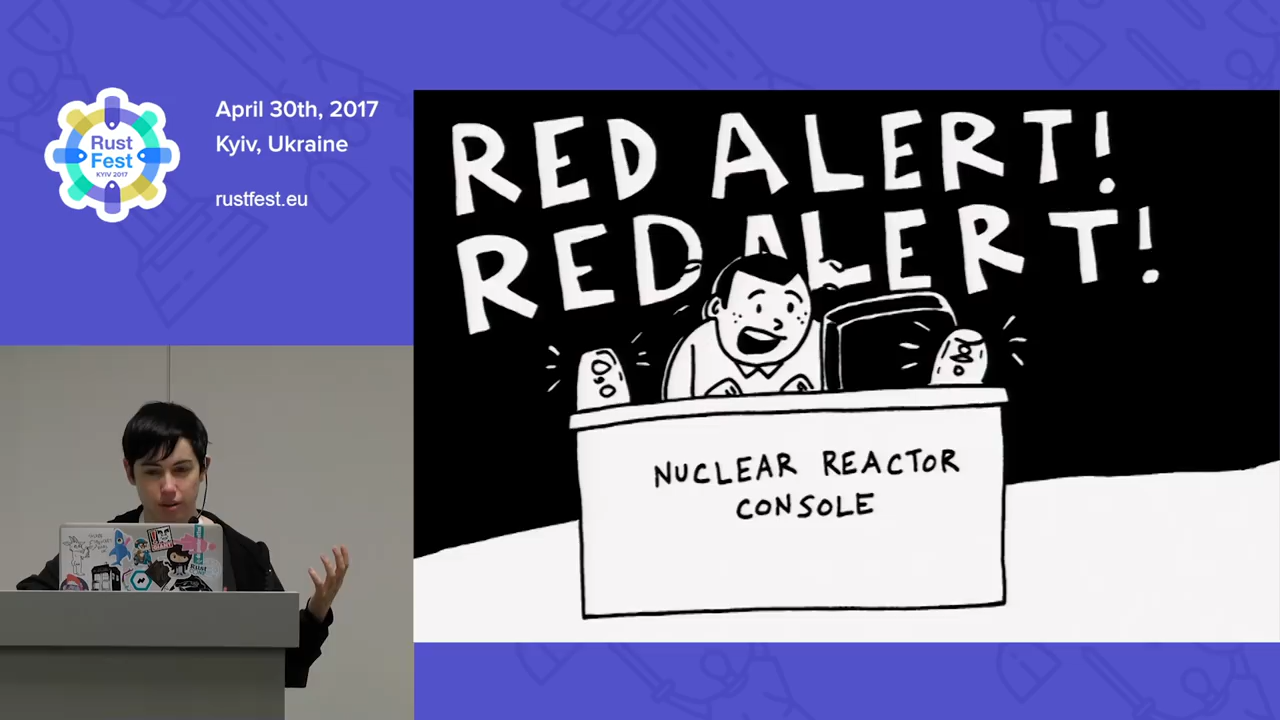 Rust
Fest
KYIV 2017
April 30th, 2017
Kyiv, Ukraine
rustfest.eu
RED ALERT!
RED ALERT!
NUCLEAR REACTOR
CONSOLE